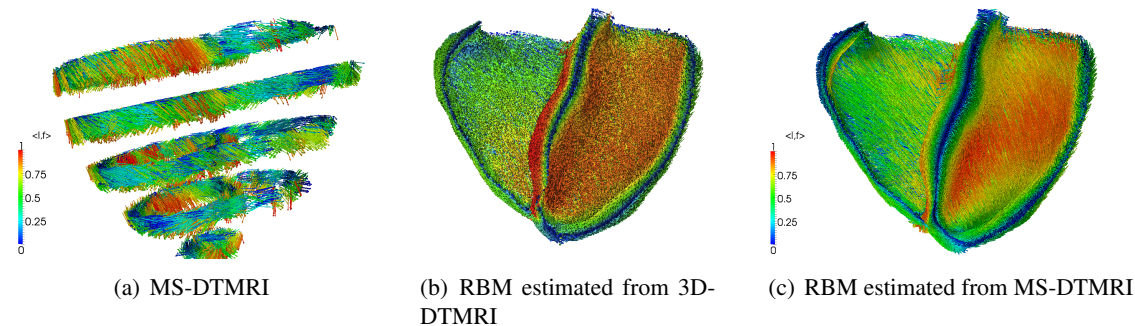 <l,f>
1
0.75
0.5
0.25
0
<l,f>
1
0.75
0.5
0.25
0
(a) MS-DTMRI
(b) RBM estimated from 3D-
DTMRI
(c) RBM estimated from MS-DTMRI